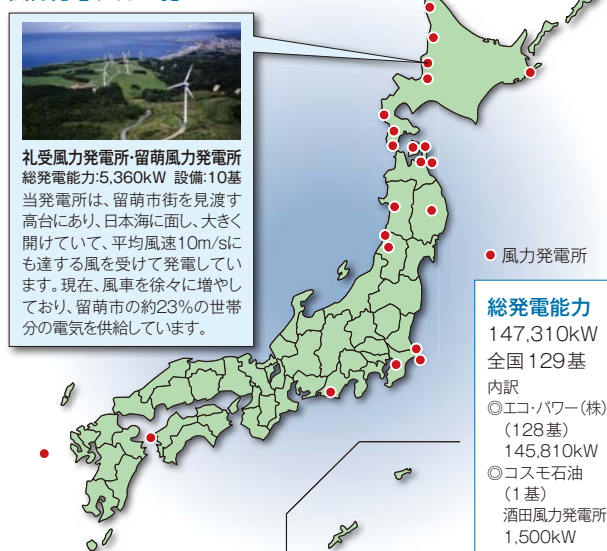 礼受風力発電所・留萌風力発電所
総発電能力:5,360kW 設備:10基
当発電所は、留萌市街を見渡す
高台にあり、日本海に面し、大きく
開けていて、平均風速10m/sに
も達する風を受けて発電してい
ます。現在、風車を徐々に増やし
ており、留萌市の約23％の世帯
分の電気を供給しています。
風力発電所
総発電能力
147,310kW
全国129基
内訳
◎エコ・パワー(株)
(128基)
145,810kW
◎コスモ石油
(1基)
酒田風力発電所
1,500kW